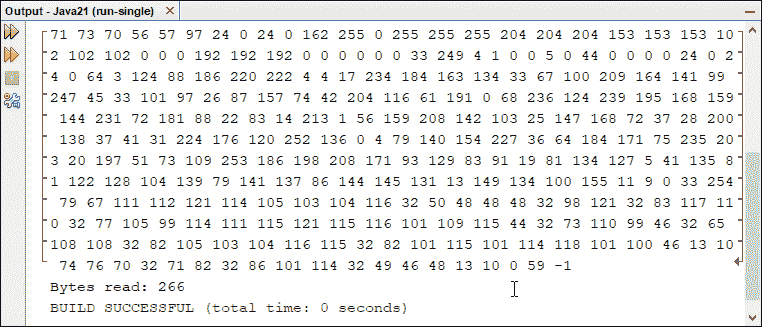 Output - Java21 (run-single)
71 73 70 56 57 97 24 0 24 0 162 255 0 255 255 255 204 204 204 153 153 153 10
2 102 102 0 0 0 192 192 192 0 0 0 0 0 0 33 249 4 1 0 0 5 0 44 0 0 0 0 24 0 2
4 0 64 3 124 88 186 220 222 4 4 17 234 184 163 134 33 67 100 209 164 141 99
247 45 33 101 97 26 87 157 74 42 204 116 61 191 0 68 236 124 239 195 168 159
144 231 72 181 88 22 83 14 213 1 56 159 208 142 103 25 147 168 72 37 28 200
138 37 41 31 224 176 120 252 136 0 4 79 140 154 227 36 64 184 171 75 235 20
3 20 197 51 73 109 253 186 198 208 171 93 129 83 91 19 81 134 127 5 41 135 8
1 122 128 104 139 79 141 137 86 144 145 131 13 149 134 100 155 11 9 0 33 254
79 67 111 112 121 114 105 103 104 116 32 50 48 48 48 32 98 121 32 83 117 11
0 32 77 105 99 114 111 115 121 115 116 101 109 115 44 32 73 110 99 46 32 65
108 108 32 82 105 103 104 116 115 32 82 101 115 101 114 118 101 100 46 13 10
74 76 70 32 71 82 32 86 101 114 32 49 46 48 13 10 0 59 -1
Bytes read: 266
BUILD SUCCESSFUL (total time: 0 seconds)